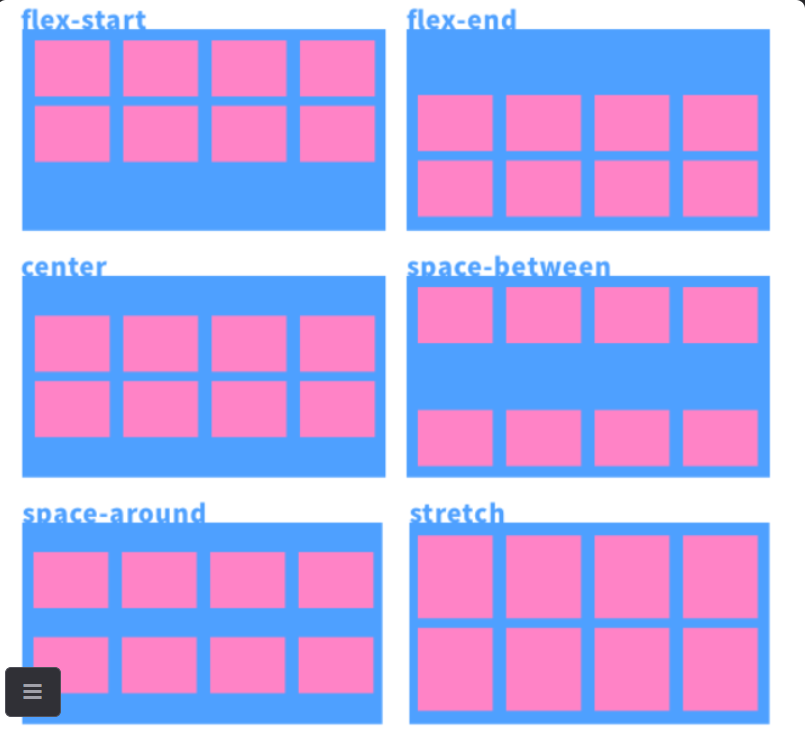 flex-start
flex-end
center
space-between
space-around
stretch